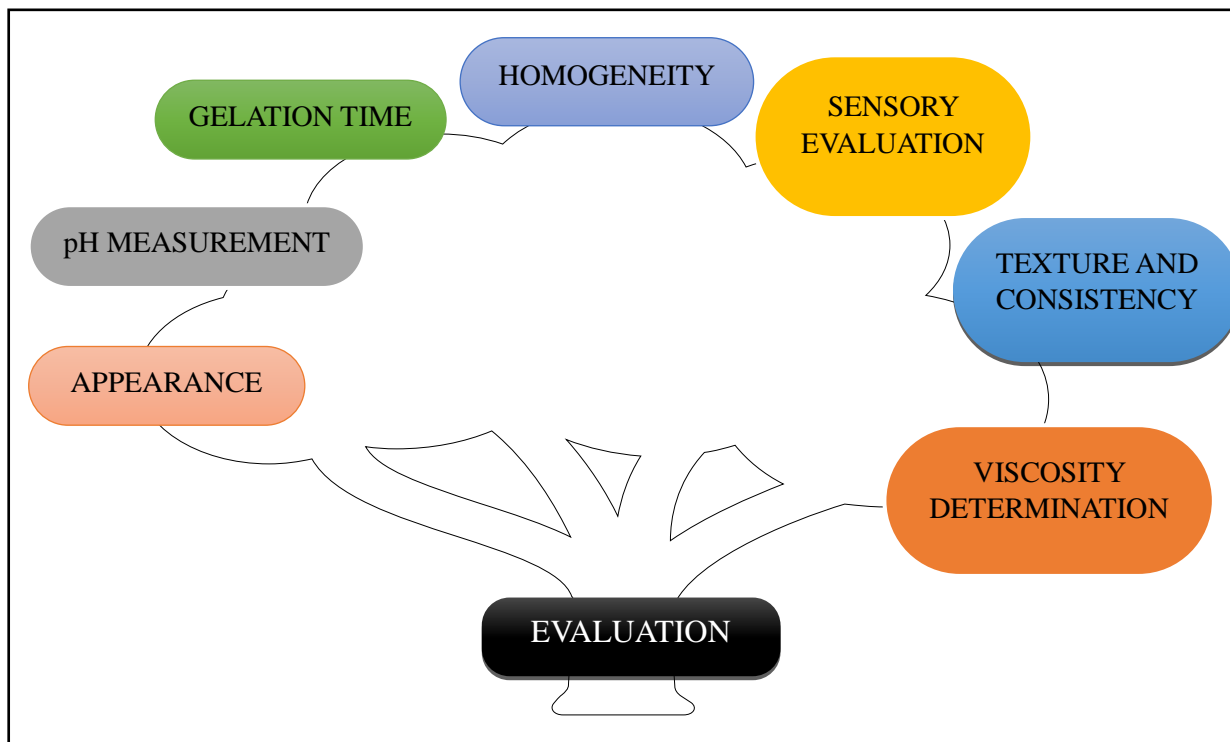 HOMOGENEITY
GELATION TIME
SENSORY
EVALUATION
pH MEASUREMENT
TEXTURE AND
CONSISTENCY
APPEARANCE
VISCOSITY
DETERMINATION
EVALUATION